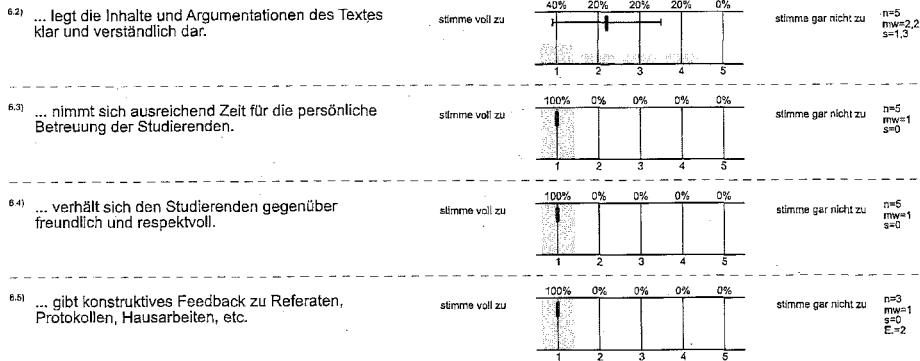 6.2) ... legt die Inhalte und Argumentationen des Textes
klar und verständlich dar.
stimme voll zu
40% 20% 20% 20% 0%
1 2 3 4 5
stimme gar nicht zu
n=5
mw=2,2
s=1,3
6.3) ... nimmt sich ausreichend Zeit für die persönliche
Betreuung der Studierenden.
stimme voll zu
100% 0% 0% 0% 0%
1 2 3 4 5
stimme gar nicht zu
n=5
mw=1
s=0
6.4) ... verhält sich den Studierenden gegenüber
freundlich und respektvoll.
stimme voll zu
100% 0% 0% 0% 0%
1 2 3 4 5
stimme gar nicht zu
n=5
mw=1
s=0
6.5) ... gibt konstruktives Feedback zu Referaten,
Protokollen, Hausarbeiten, etc.
stimme voll zu
100% 0% 0% 0% 0%
1 2 3 4 5
stimme gar nicht zu
n=3
mw=1
s=0
E.=2